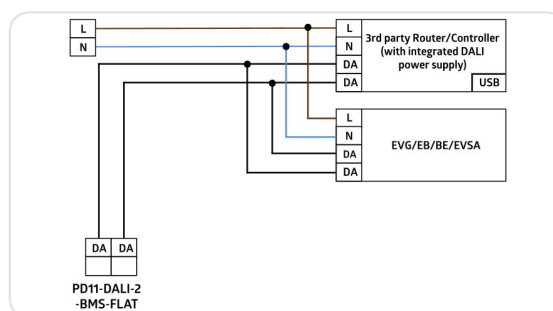 L
N
L
N
DA
DA
3rd party Router/Controller
(with integrated DALI
power supply)
USB
L
N
DA
DA
EVG/EB/BE/EVSA
DA DA
PD11-DALI-2
-BMS-FLAT